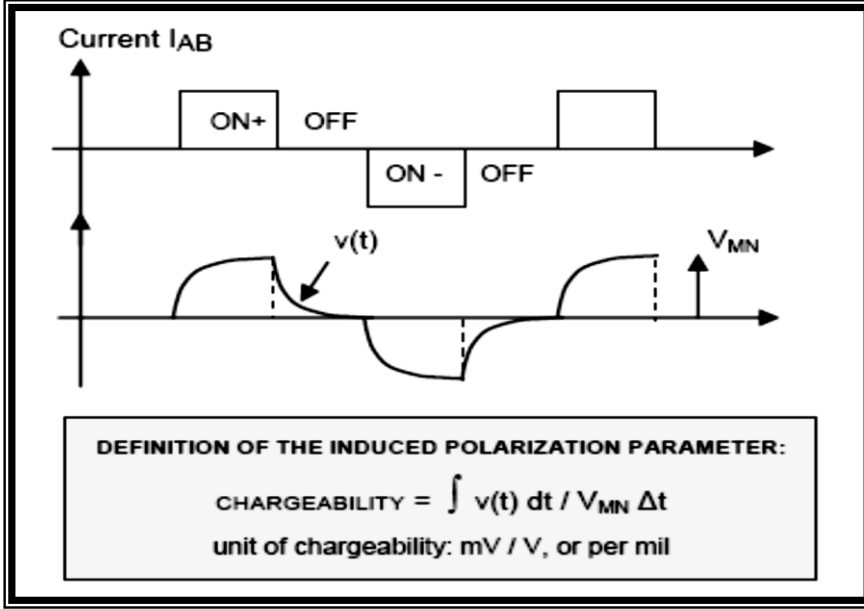 Current IAB
ON+ OFF
ON - OFF
v(t)
VMN
DEFINITION OF THE INDUCED POLARIZATION PARAMETER:
CHARGEABILITY = ∫ v(t) dt / VMN Δt
unit of chargeability: mV / V, or per mil